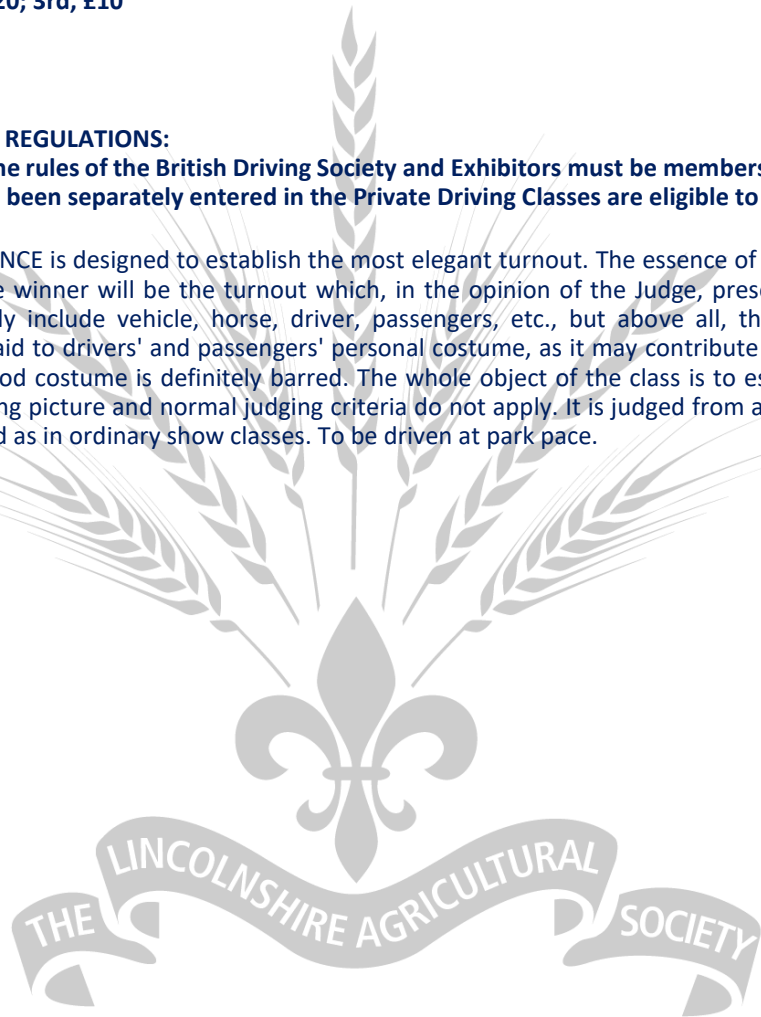 20; 3rd, £10
REGULATIONS:
he rules of the British Driving Society and Exhibitors must be members
been separately entered in the Private Driving Classes are eligible to
NCE is designed to establish the most elegant turnout. The essence of
e winner will be the turnout which, in the opinion of the Judge, prese
ly include vehicle, horse, driver, passengers, etc., but above all, th
aid to drivers' and passengers' personal costume, as it may contribute
od costume is definitely barred. The whole object of the class is to es
ng picture and normal judging criteria do not apply. It is judged from a
d as in ordinary show classes. To be driven at park pace.
THE LINCOLNSHIRE AGRICULTURAL SOCIETY